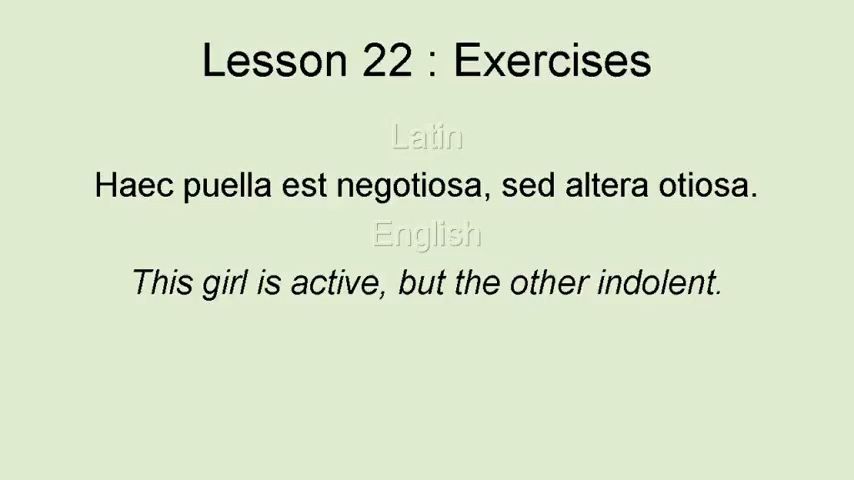 Lesson 22 : Exercises
Latin
Haec puella est negotiosa, sed altera otiosa.
English
This girl is active, but the other indolent.